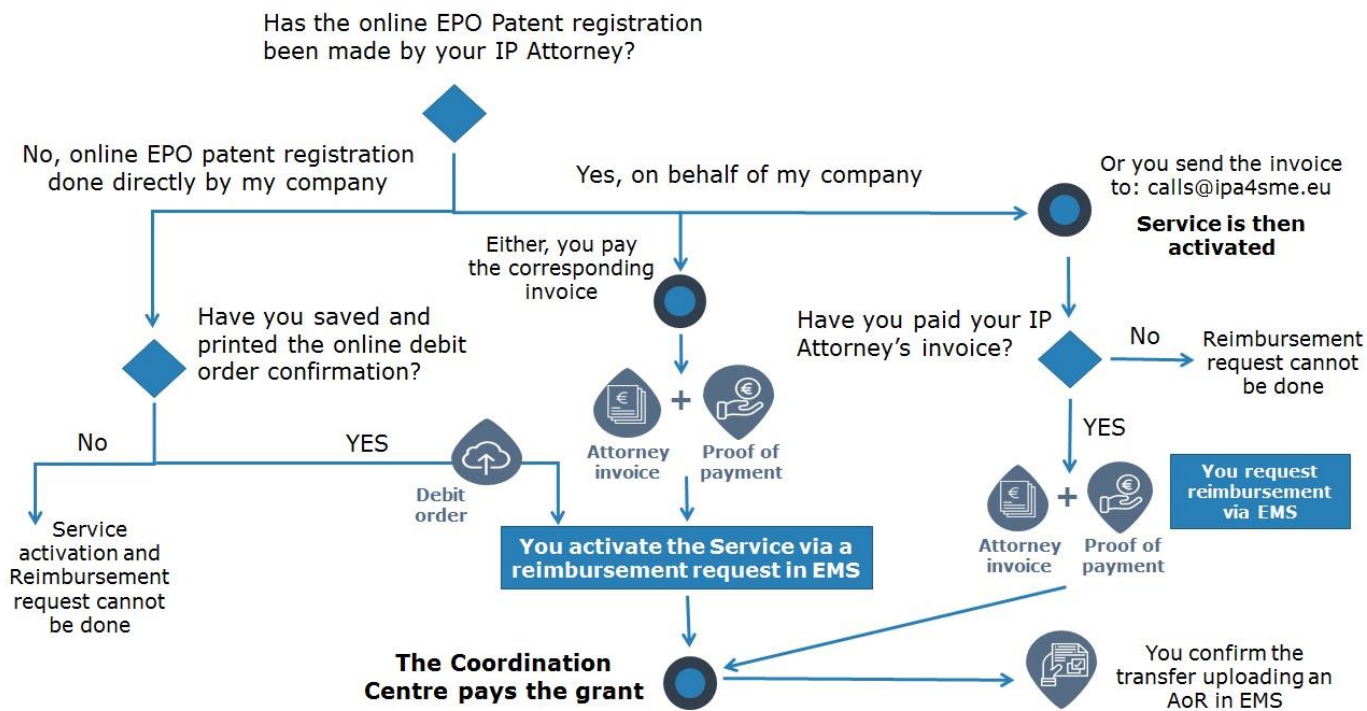 Has the online EPO Patent registration
been made by your IP Attorney?
No, online EPO patent registration
done directly by my company
Yes, on behalf of my company
Or you send the invoice
to: calls@ipa4sme.eu
Service is then
activated
Either, you pay
the corresponding
invoice
Have you saved and
printed the online debit
order confirmation?
Have you paid your IP
Attorney’s invoice?
No
Reimbursement
request cannot
be done
No
YES
Debit
order
+
Attorney
invoice
Proof of
payment
YES
+
Attorney
invoice
Proof of
payment
You request
reimbursement
via EMS
Service
activation and
Reimbursement
request cannot
be done
You activate the Service via a
reimbursement request in EMS
The Coordination
Centre pays the grant
You confirm the
transfer uploading an
AoR in EMS